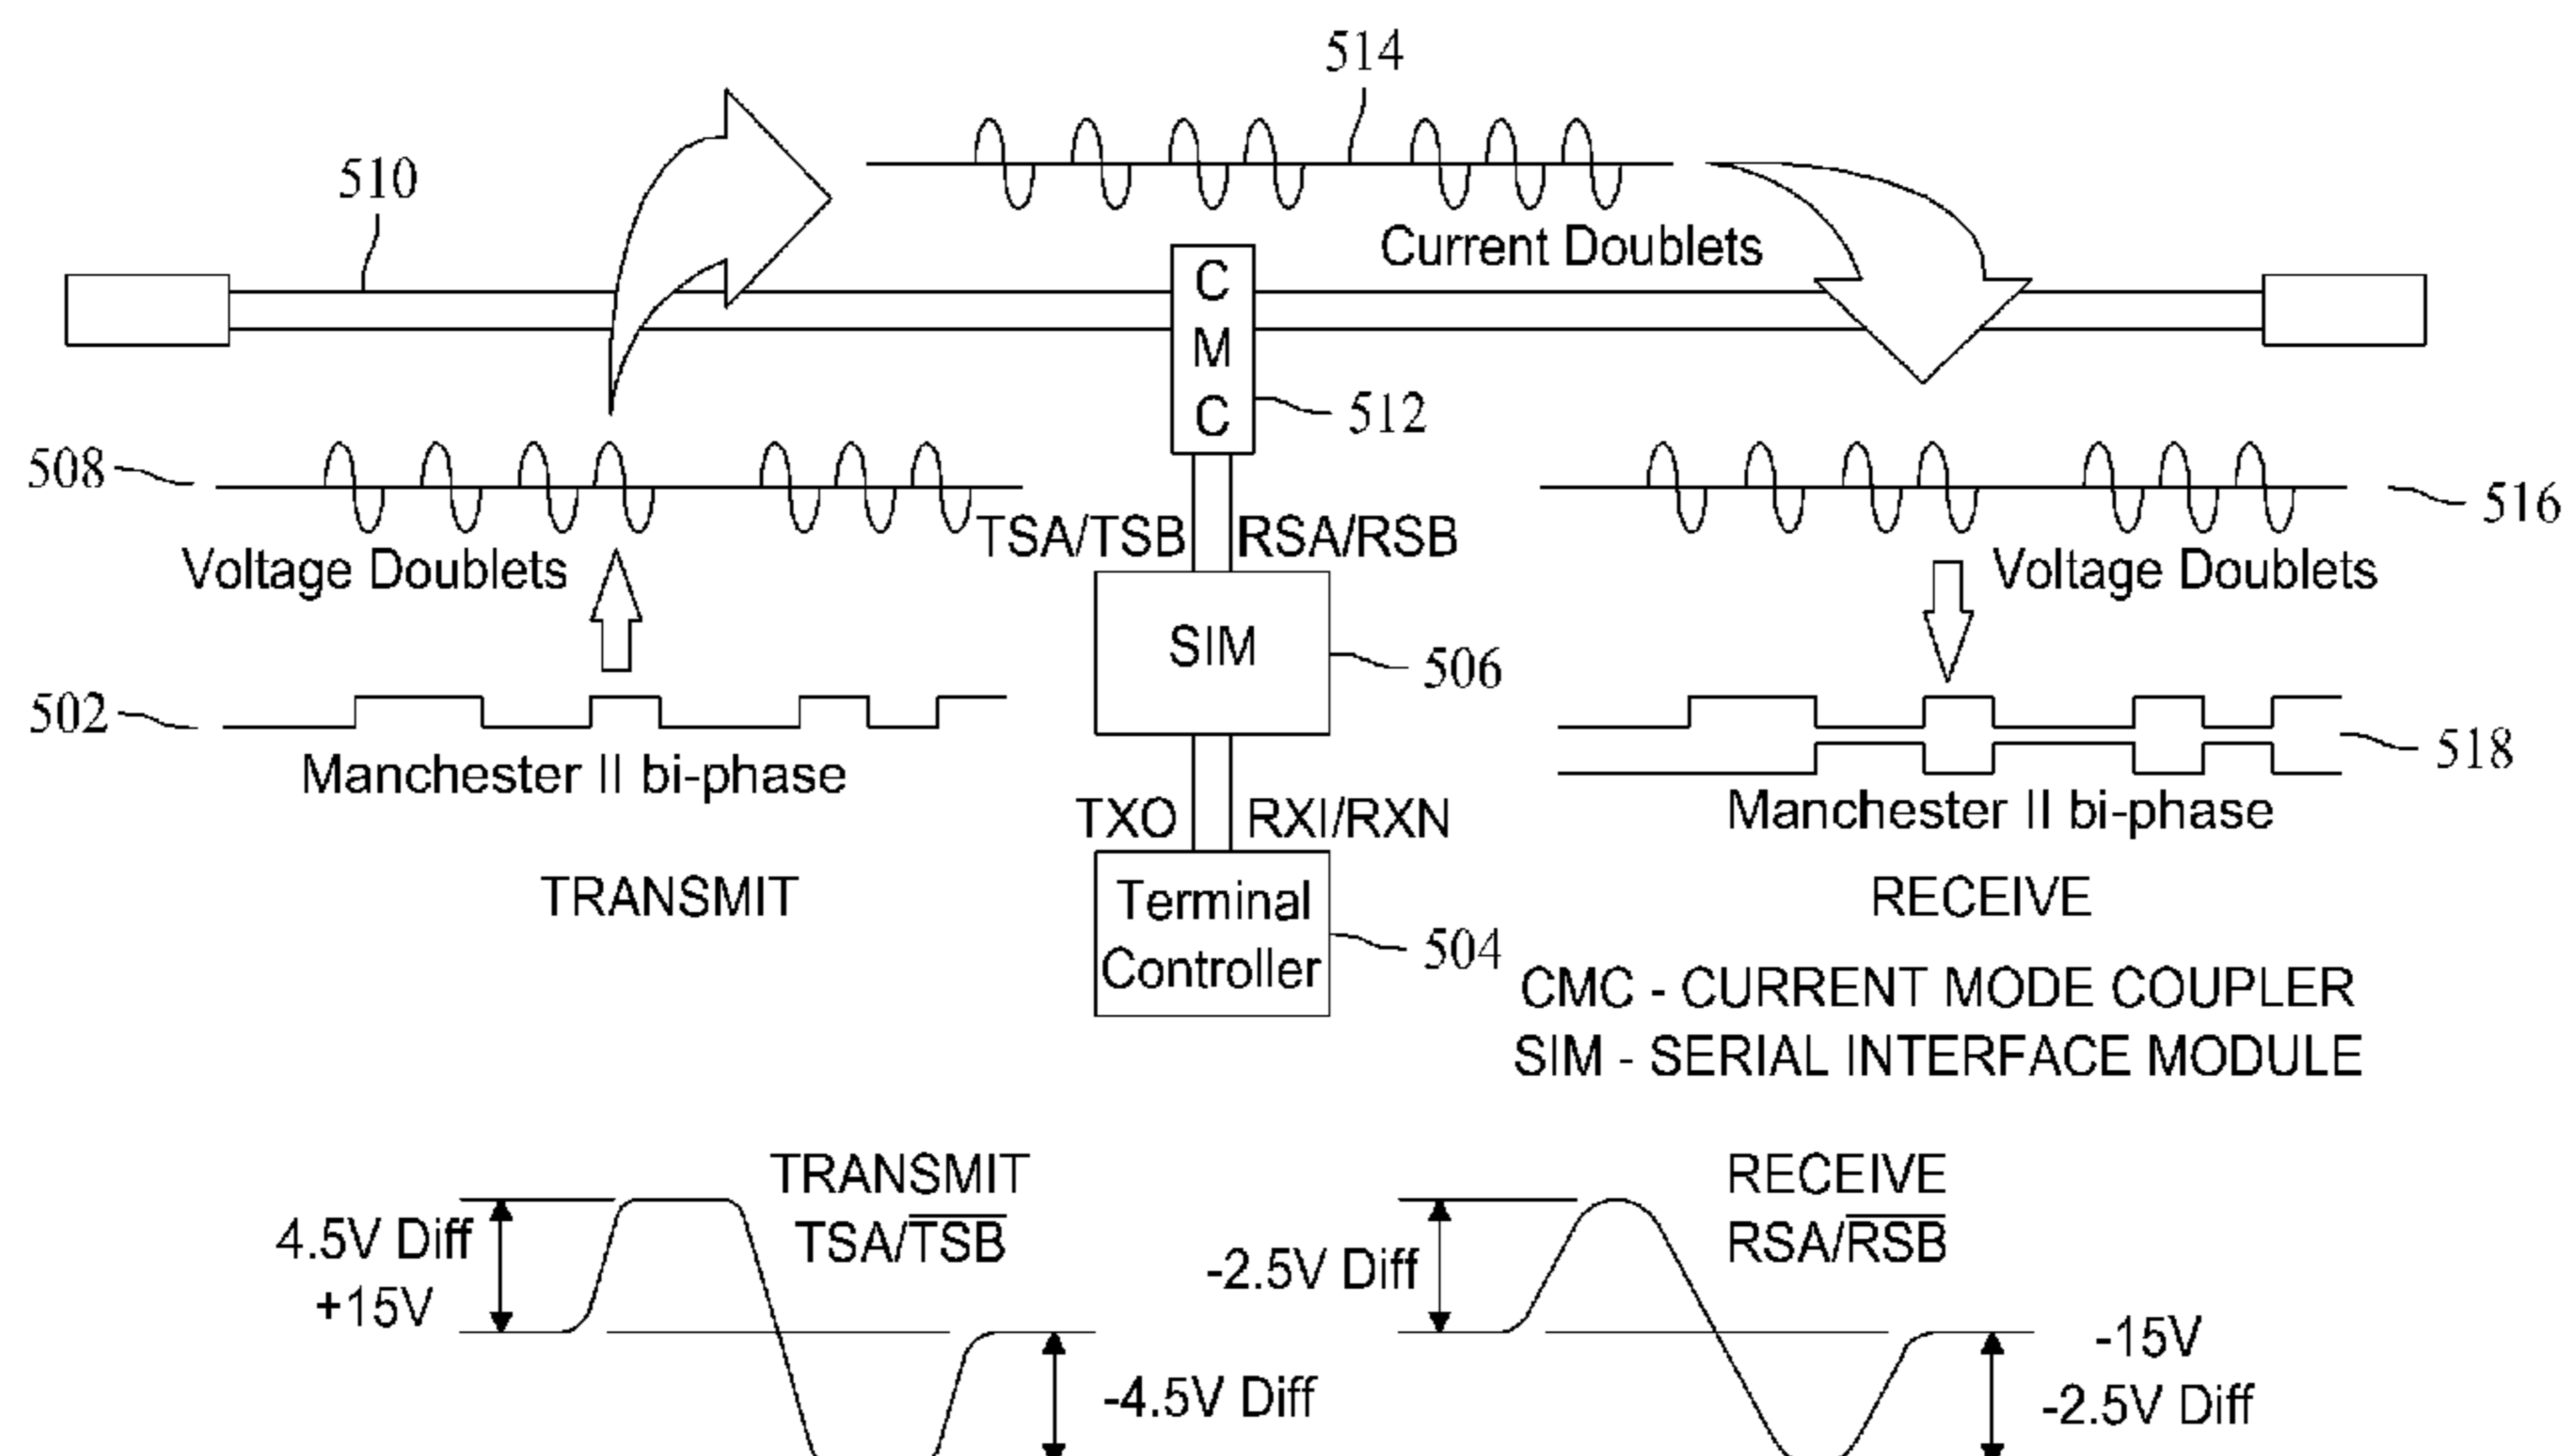 514
510
Current Doublets
C
M
C
512
508
516
TSA/TSB
RSA/RSB
Voltage Doublets
Voltage Doublets
SIM
506
502
518
Manchester II bi-phase
Manchester II bi-phase
TXO
RXI/RXN
TRANSMIT
RECEIVE
Terminal
Controller
504
CMC - CURRENT MODE COUPLER
SIM - SERIAL INTERFACE MODULE
TRANSMIT
TSA/T̅S̅B̅
RECEIVE
RSA/R̅S̅B̅
4.5V Diff
+15V
-4.5V Diff
-2.5V Diff
-15V
-2.5V Diff